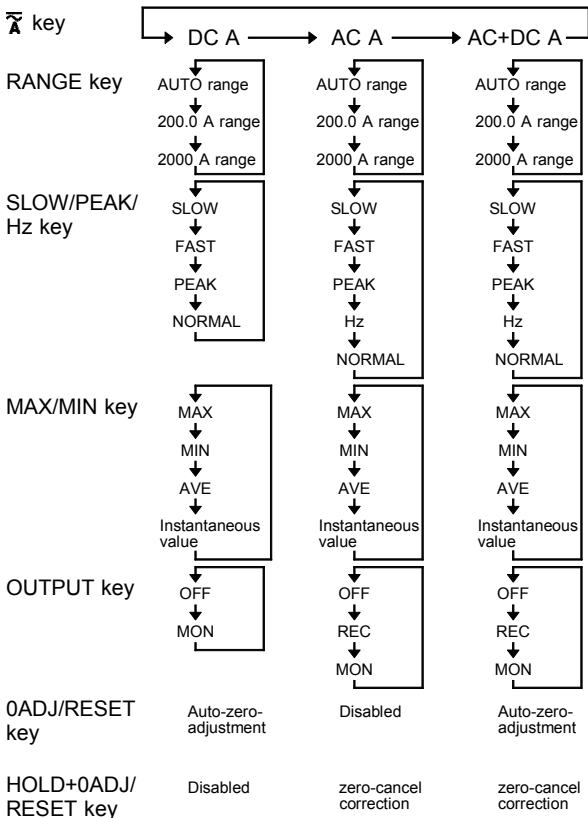 A key
DC A AC A AC+DC A
RANGE key
AUTO range AUTO range AUTO range
200.0 A range 200.0 A range 200.0 A range
2000 A range 2000 A range 2000 A range
SLOW/PEAK/
Hz key
SLOW SLOW SLOW
FAST FAST FAST
PEAK PEAK PEAK
NORMAL Hz Hz
NORMAL NORMAL
MAX/MIN key
MAX MAX MAX
MIN MIN MIN
AVE AVE AVE
Instantaneous Instantaneous Instantaneous
value value value
OUTPUT key
OFF OFF OFF
MON REC REC
MON MON
0ADJ/RESET
key
Auto-zero-
adjustment
Disabled
Auto-zero-
adjustment
HOLD+0ADJ/
RESET key
Disabled
zero-cancel
correction
zero-cancel
correction